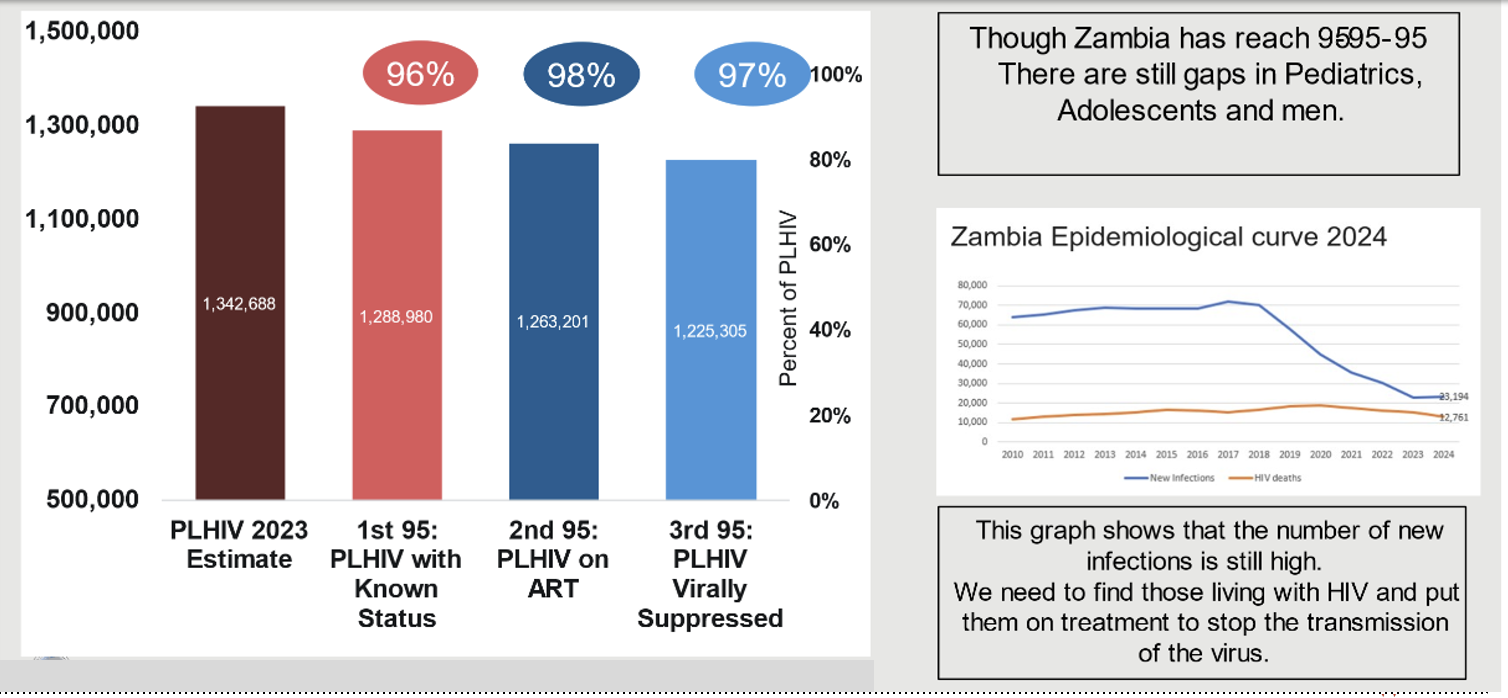 1,500,000
1,300,000
1,100,000
900,000
700,000
500,000
96%
98%
97%
100%
80%
60%
40%
20%
0%
Percent of PLHIV
1,342,688
1,288,980
1,263,201
1,225,305
PLHIV 2023
Estimate
1st 95:
PLHIV with
Known
Status
2nd 95:
PLHIV on
ART
3rd 95:
PLHIV
Virally
Suppressed
Though Zambia has reach 9595-95
There are still gaps in Pediatrics,
Adolescents and men.
Zambia Epidemiological curve 2024
80,000
70,000
60,000
50,000
40,000
30,000
20,000
10,000
0
23,194
12,761
2010 2011 2012 2013 2014 2015 2016 2017 2018 2019 2020 2021 2022 2023 2024
New Infections HIV deaths
This graph shows that the number of new
infections is still high.
We need to find those living with HIV and put
them on treatment to stop the transmission
of the virus.